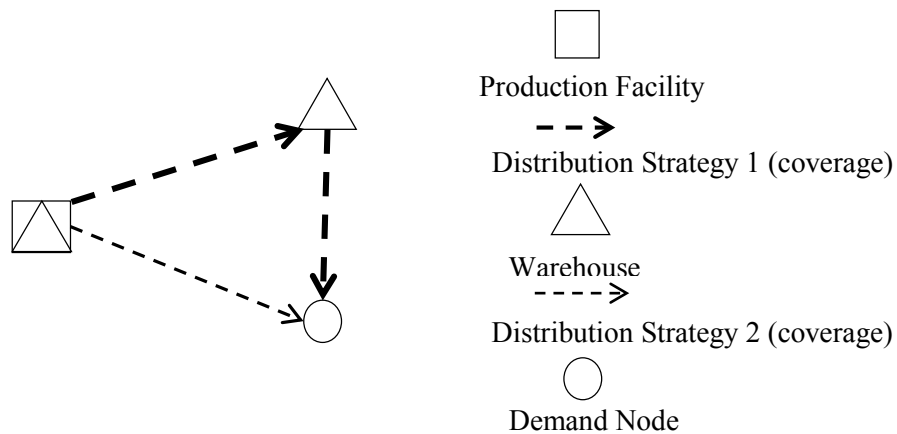 Production Facility
Distribution Strategy 1 (coverage)
Warehouse
Distribution Strategy 2 (coverage)
Demand Node